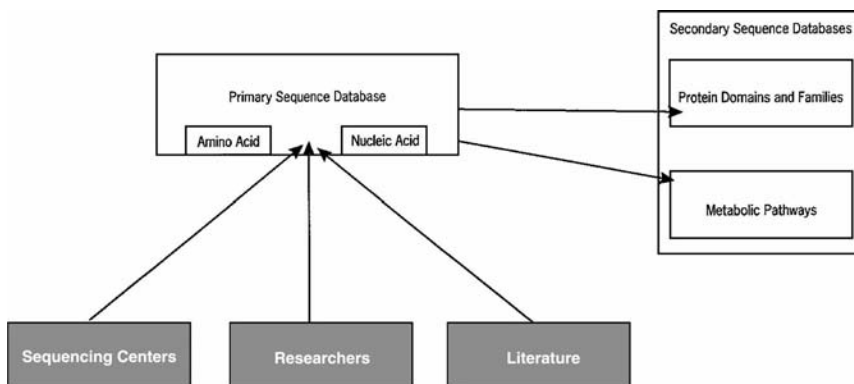 Secondary Sequence Databases
Primary Sequence Database
Protein Domains and Families
Amino Acid
Nucleic Acid
Metabolic Pathways
Sequencing Centers
Researchers
Literature